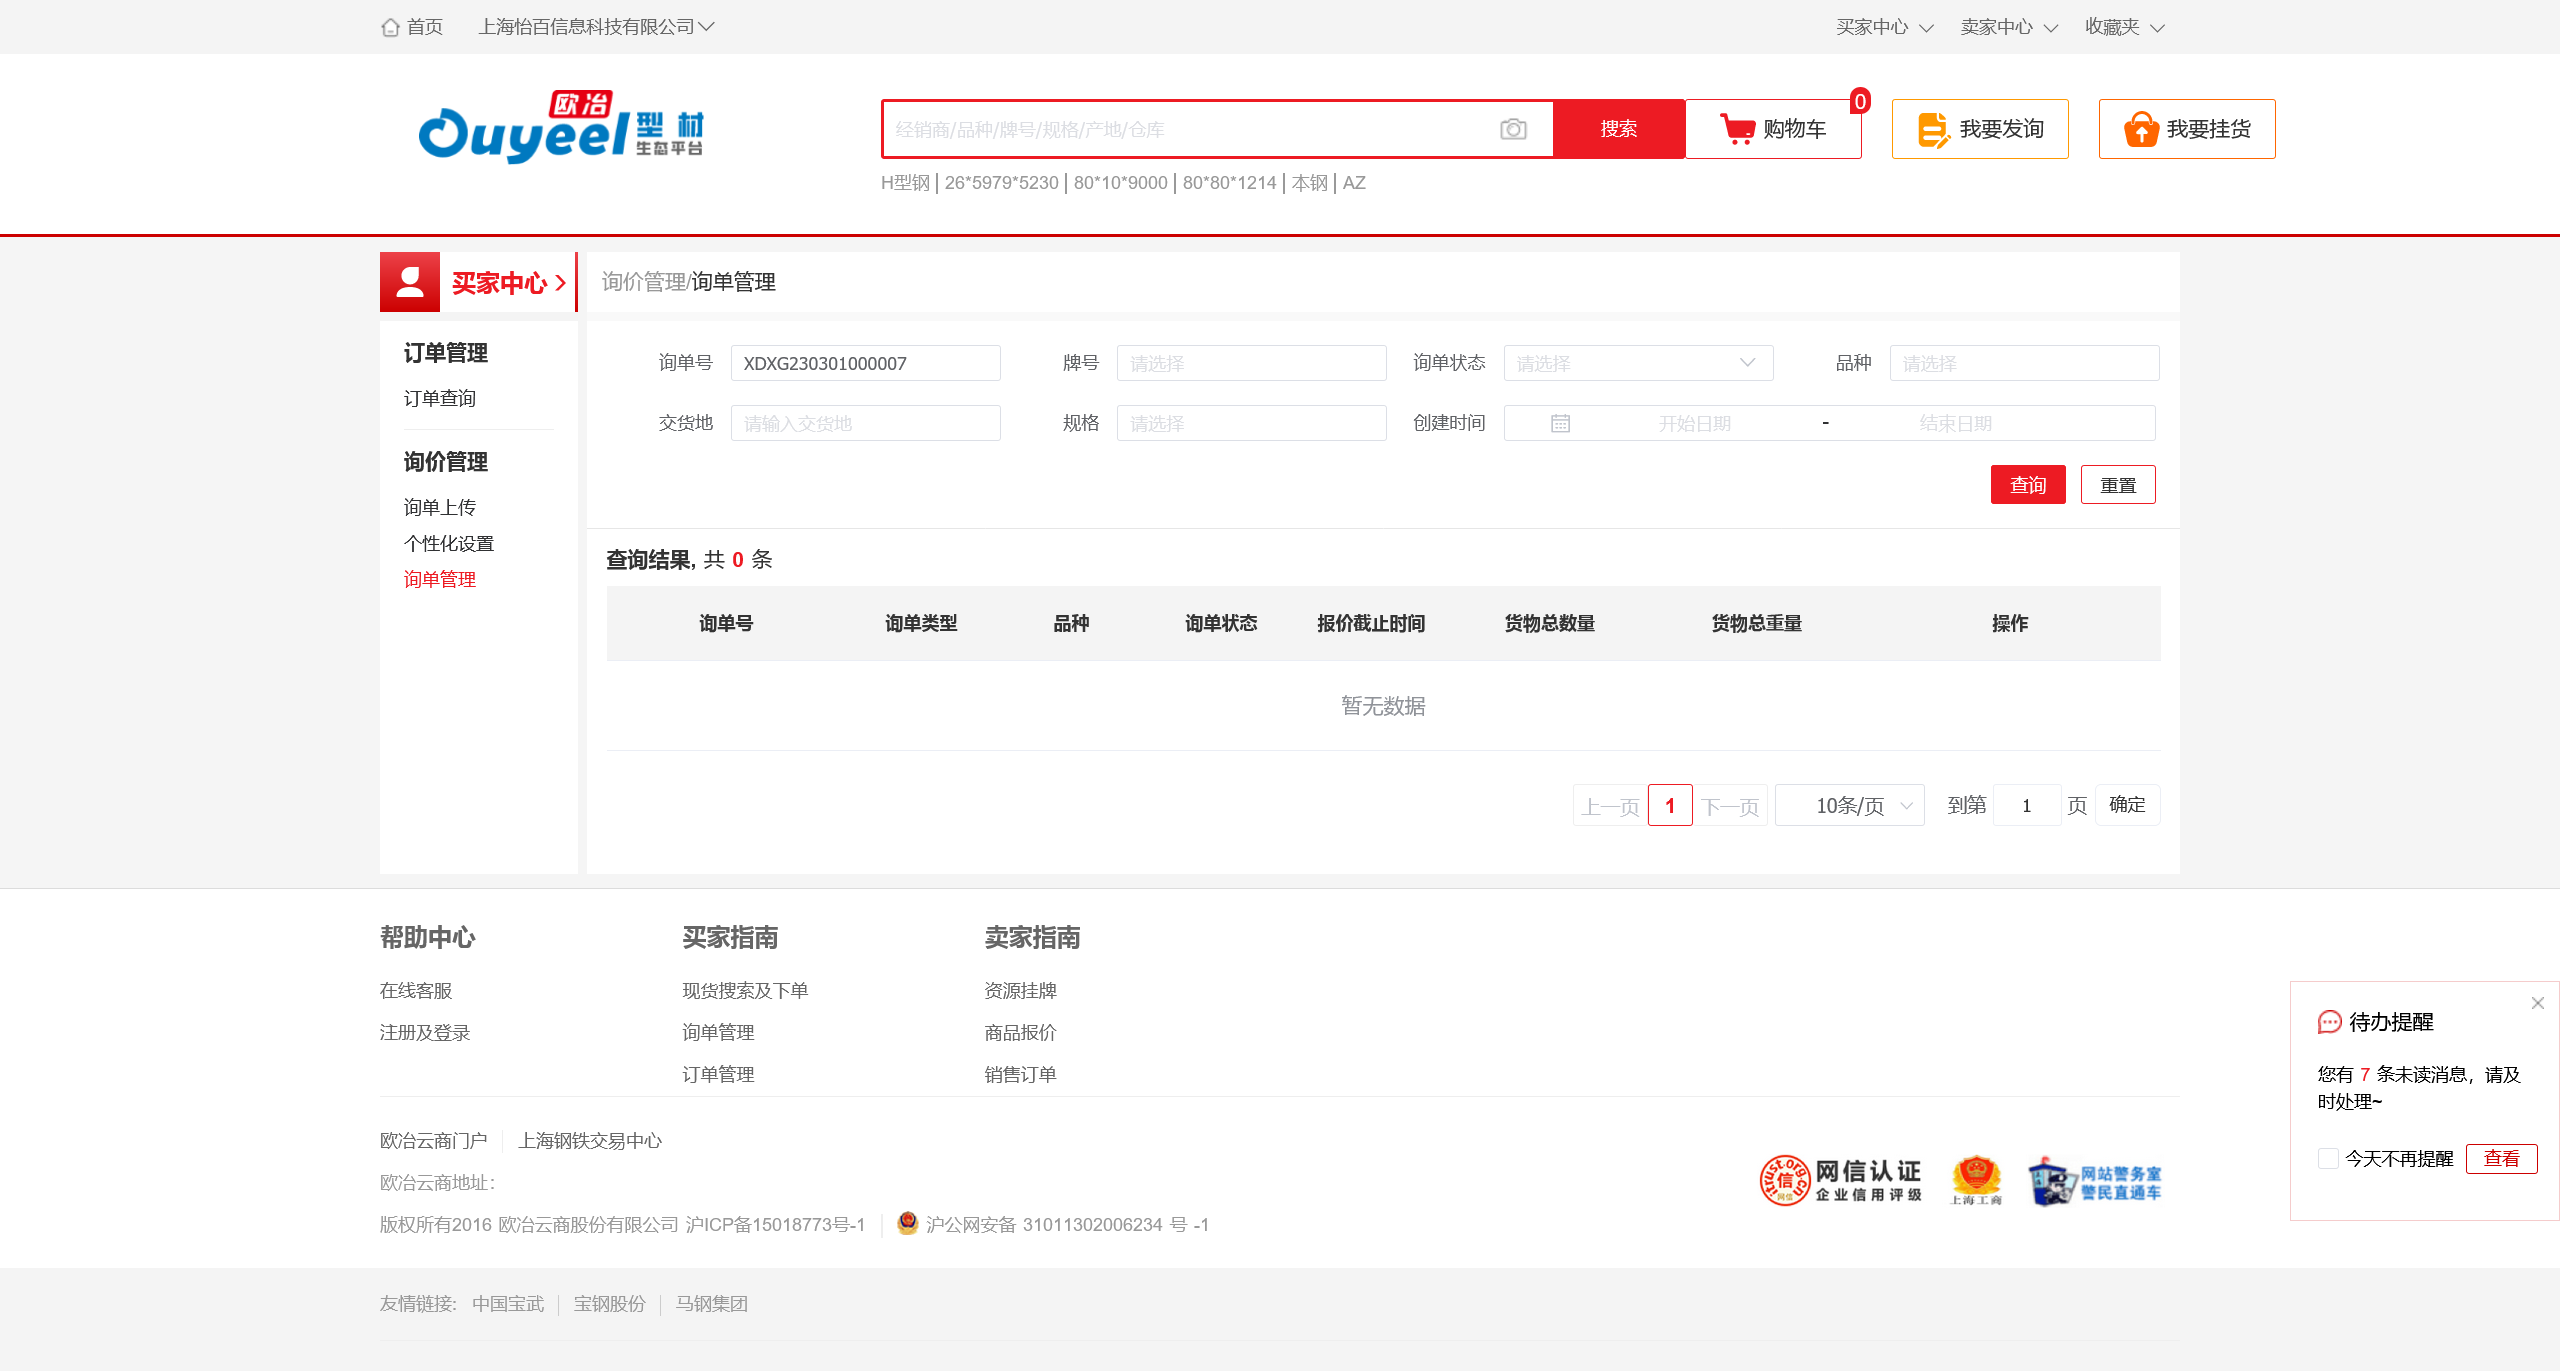 首页 上海怡百信息科技有限公司 买家中心 卖家中心 收藏夹
欧冶 Ouyeel 型材 生态平台
经销商/品种/牌号/规格/产地/仓库 搜索 购物车 0 我要发询 我要挂货
H型钢 | 26*5979*5230 | 80*10*9000 | 80*80*1214 | 本钢 | AZ
买家中心 询价管理/询单管理
订单管理
订单查询
询价管理
询单上传
个性化设置
询单管理
询单号 XDXG230301000007 牌号 请选择 询单状态 请选择 品种 请选择
交货地 请输入交货地 规格 请选择 创建时间 开始日期 - 结束日期
查询 重置
查询结果, 共 0 条
询单号 询单类型 品种 询单状态 报价截止时间 货物总数量 货物总重量 操作
暂无数据
上一页 1 下一页 10条/页 到第 1 页 确定
帮助中心 买家指南 卖家指南
在线客服 现货搜索及下单 资源挂牌
注册及登录 询单管理 商品报价
订单管理 销售订单
待办提醒
您有 7 条未读消息，请及
时处理~
今天不再提醒 查看
欧冶云商门户 上海钢铁交易中心
欧冶云商地址：
版权所有2016 欧冶云商股份有限公司 沪ICP备15018773号-1 沪公网安备 31011302006234 号 -1
itrust.org.cn 信 网信 网信认证 企业信用评级
上海工商
网站警务室 警民直通车
友情链接: 中国宝武 宝钢股份 马钢集团